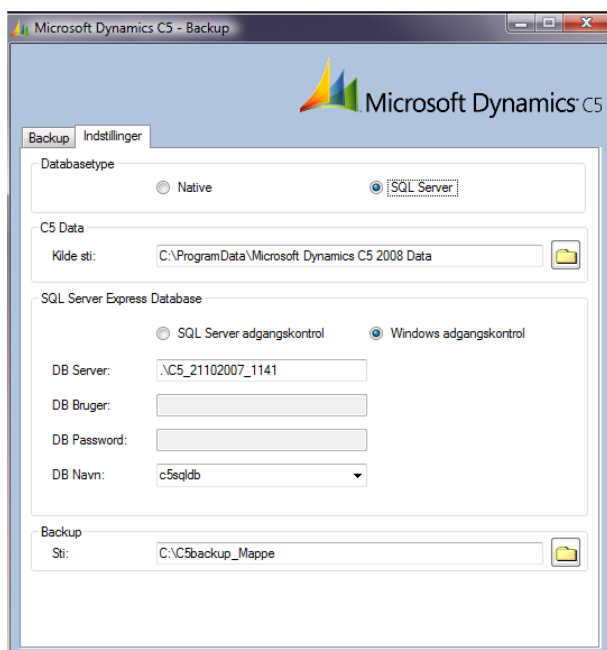 Microsoft Dynamics C5 - Backup
Microsoft Dynamics C5
Backup Indstillinger
Databasetype
Native SQL Server
C5 Data
Kilde sti: C:\ProgramData\Microsoft Dynamics C5 2008 Data
SQL Server Express Database
SQL Server adgangskontrol Windows adgangskontrol
DB Server: .\C5_21102007_1141
DB Bruger:
DB Password:
DB Navn: c5sqldb
Backup
Sti: C:\C5backup_Mappe